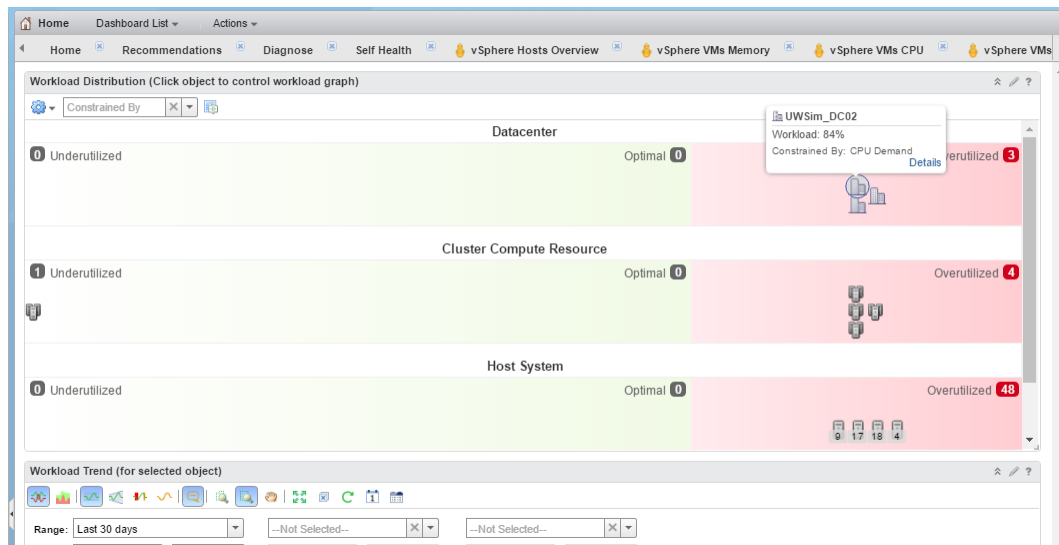 Home Dashboard List Actions
Home Recommendations Diagnose Self Health vSphere Hosts Overview vSphere VMs Memory vSphere VMs CPU vSphere VMs
Workload Distribution (Click object to control workload graph) ?
Constrained By
Datacenter
0 Underutilized Optimal 0 erutilized 3
UWSim_DC02
Workload: 84%
Constrained By: CPU Demand
Details
Cluster Compute Resource
1 Underutilized Optimal 0 Overutilized 4
Host System
0 Underutilized Optimal 0 Overutilized 48
9 17 18 4
Workload Trend (for selected object) ?
1
Range: Last 30 days --Not Selected-- --Not Selected--